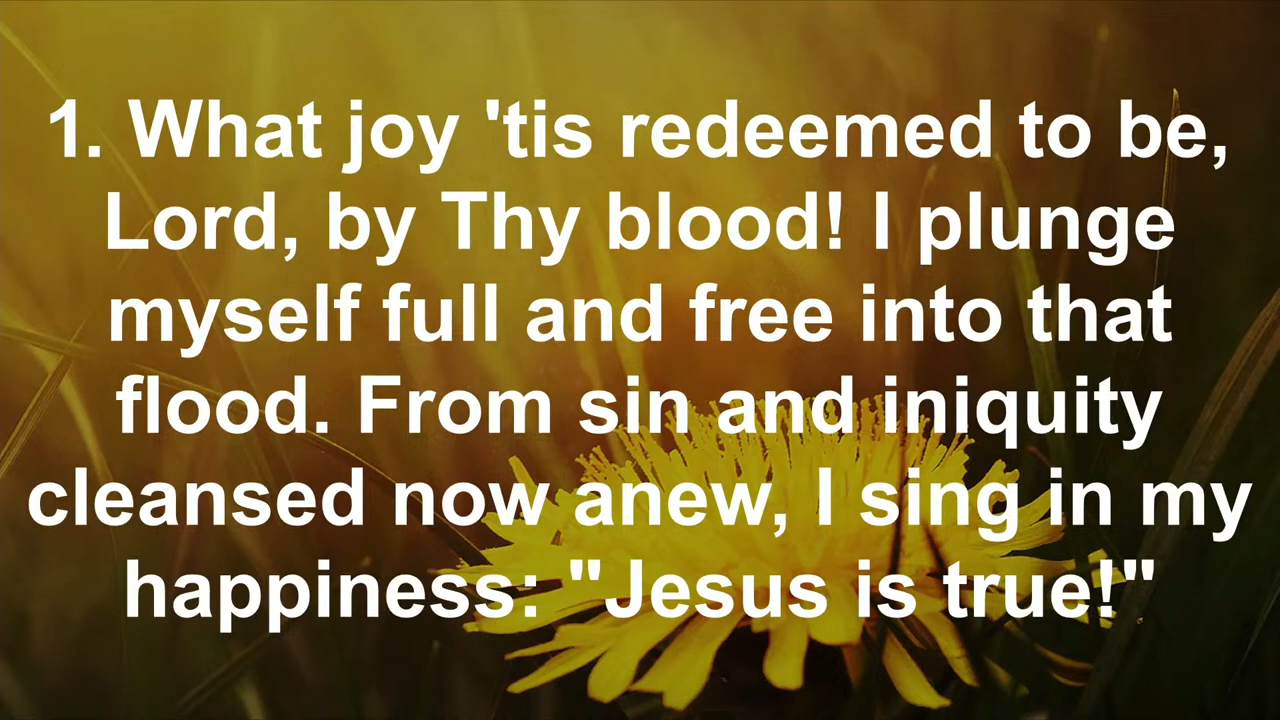 1. What joy 'tis redeemed to be,
Lord, by Thy blood! I plunge
myself full and free into that
flood. From sin and iniquity
cleansed now anew, I sing in my
happiness: "Jesus is true!"